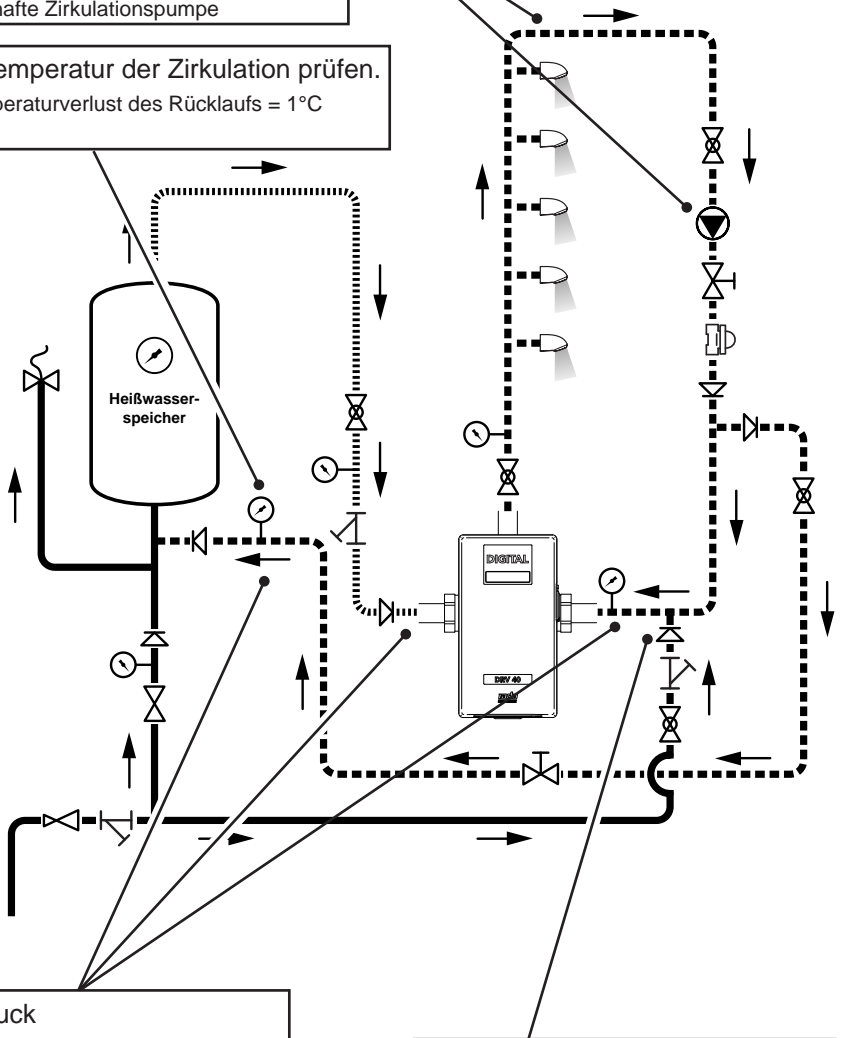 hafte Zirkulationspumpe
emperatur der Zirkulation prüfen.
peraturverlust des Rücklaufs = 1°C
Heißwasser-
speicher
DIGITAL
DRV 40
uck